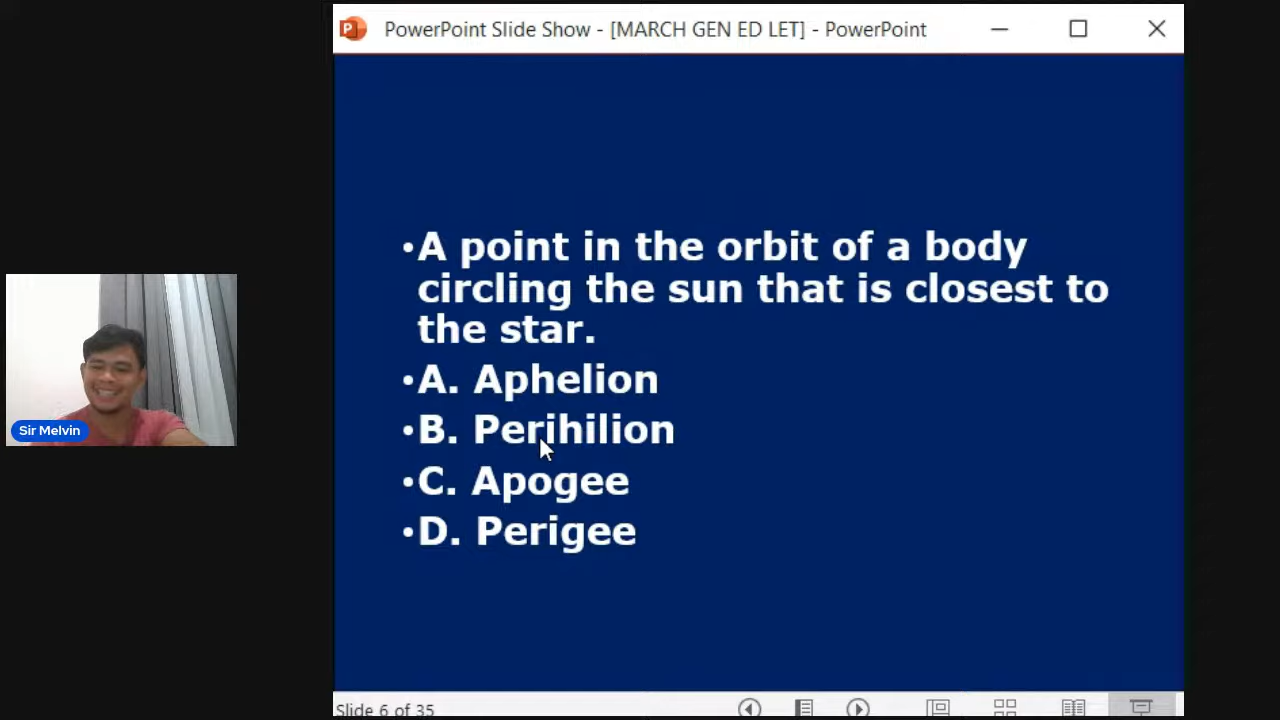 PowerPoint Slide Show - [MARCH GEN ED LET] - PowerPoint
•A point in the orbit of a body
circling the sun that is closest to
the star.
•A. Aphelion
•B. Perihilion
•C. Apogee
•D. Perigee
Sir Melvin
Slide 6 of 35